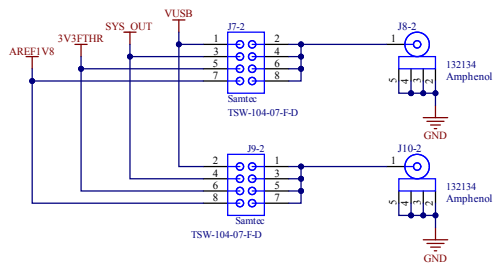 VUSB
SYS_OUT
3V3FTHR
AREF1V8
J7-2
1 2
3 4
5 6
7 8
Samtec
TSW-104-07-F-D
J8-2
1
5 4 3 2
132134
Amphenol
GND
J9-2
2 1
4 3
6 5
8 7
Samtec
TSW-104-07-F-D
J10-2
1
5 4 3 2
132134
Amphenol
GND